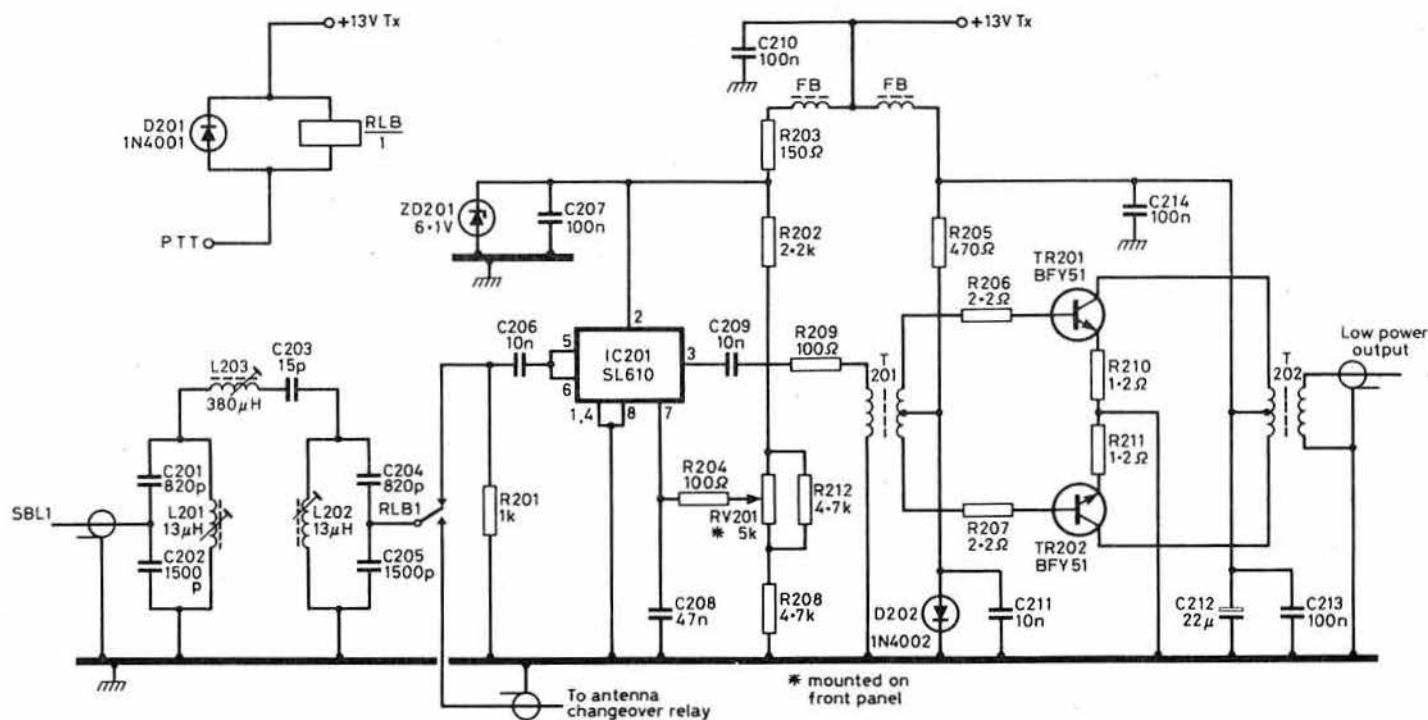 +13V Tx
D201
1N4001
RLB
1
PTT
+13V Tx
C210
100n
FB
FB
R203
150Ω
ZD201
6·1V
C207
100n
R202
2·2k
R205
470Ω
C214
100n
TR201
BFY51
R206
2·2Ω
C206
10n
5
6
2
IC201
SL610
3
1,4
8
7
C209
10n
R209
100Ω
T
201
R210
1·2Ω
R211
1·2Ω
T
202
Low power
output
L203
380µH
C203
15p
C201
820p
L201
13µH
C202
1500
p
SBL1
L202
13µH
C204
820p
RLB1
C205
1500p
R201
1k
R204
100Ω
RV201
* 5k
R212
4·7k
R207
2·2Ω
TR202
BFY51
C208
47n
R208
4·7k
D202
1N4002
C211
10n
C212
22µ
C213
100n
To antenna
changeover relay
* mounted on
front panel